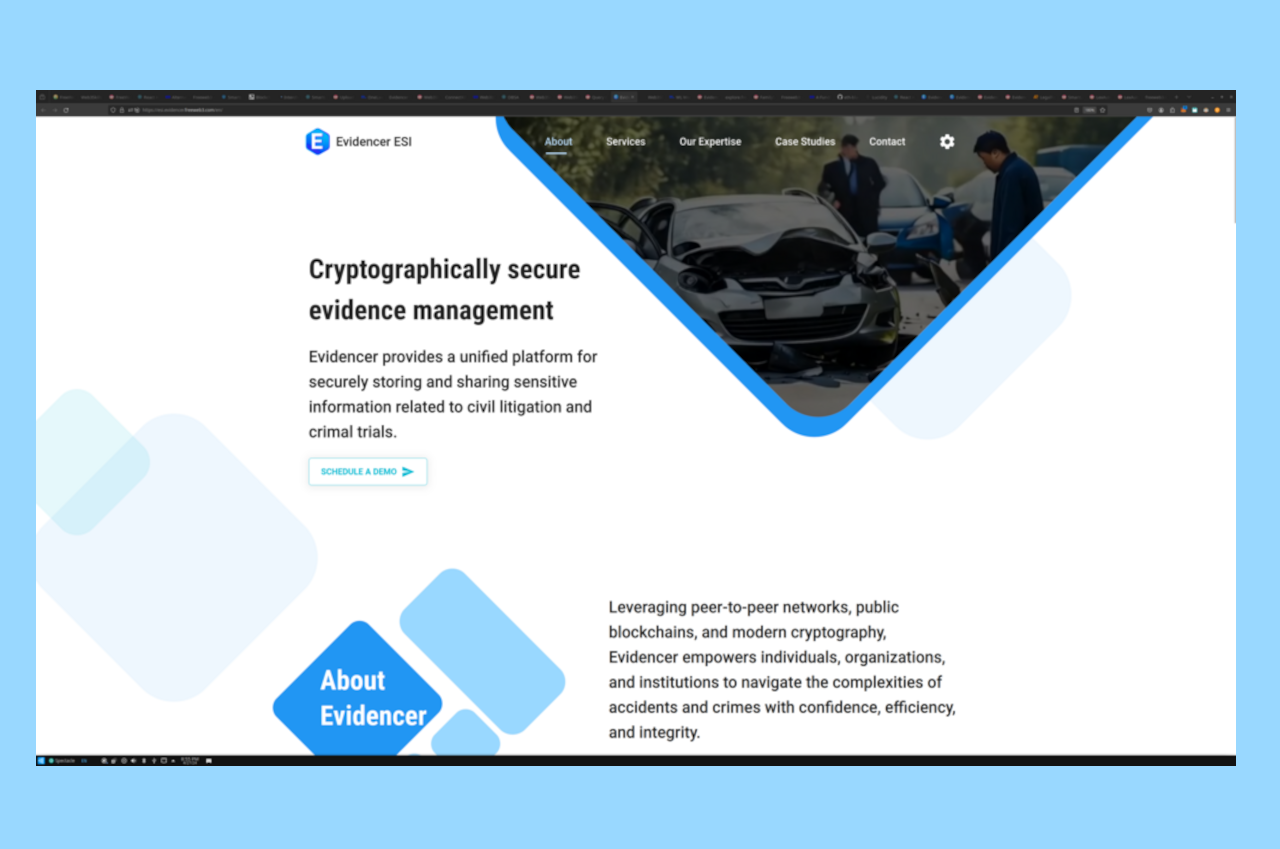 Evidencer ESI
About
Services
Our Expertise
Case Studies
Contact
Cryptographically secure
evidence management
Evidencer provides a unified platform for
securely storing and sharing sensitive
information related to civil litigation and
crimal trials.
SCHEDULE A DEMO
About
Evidencer
Leveraging peer-to-peer networks, public
blockchains, and modern cryptography,
Evidencer empowers individuals, organizations,
and institutions to navigate the complexities of
accidents and crimes with confidence, efficiency,
and integrity.
Spectacle